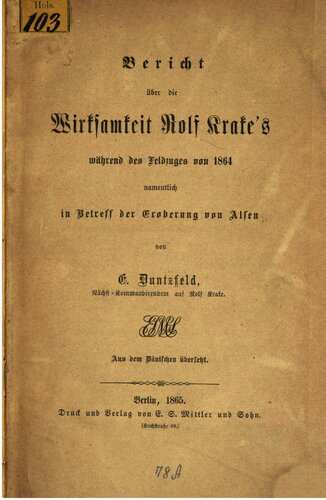 Hols.
103
Bericht
über die
Wirksamkeit Rolf Krake's
während des Feldzuges von 1864
namentlich
in Betreff der Eroberung von Alsen
von
E. Duntzfeld,
Nächst-Kommandirendem auf Rolf Krake.
Aus dem Dänischen übersetzt.
Berlin, 1865.
Druck und Verlag von E. S. Mittler und Sohn.
(Kochstraße 69.)
78A